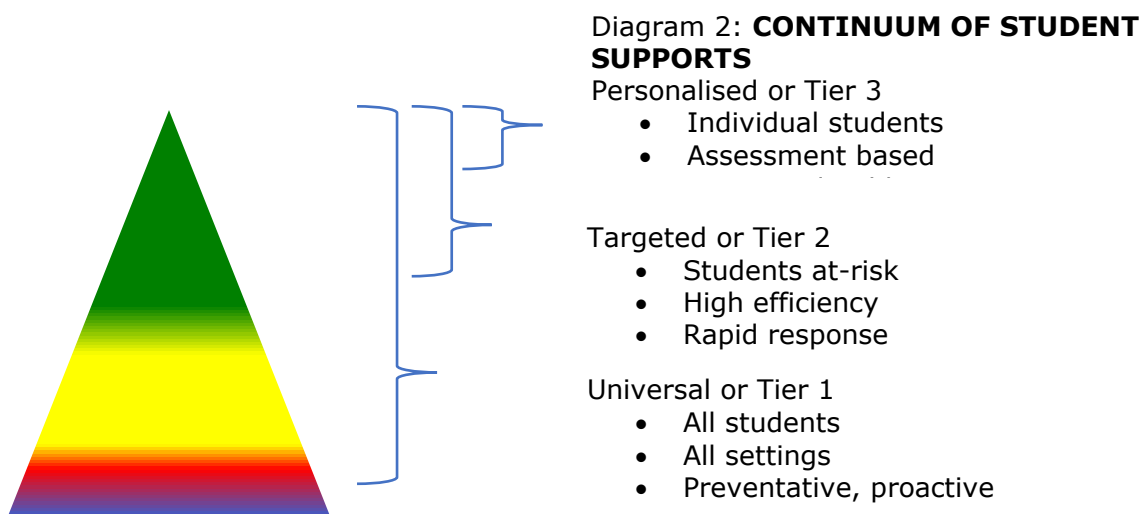 Diagram 2: CONTINUUM OF STUDENT
SUPPORTS
Personalised or Tier 3
• Individual students
• Assessment based
Targeted or Tier 2
• Students at-risk
• High efficiency
• Rapid response
Universal or Tier 1
• All students
• All settings
• Preventative, proactive